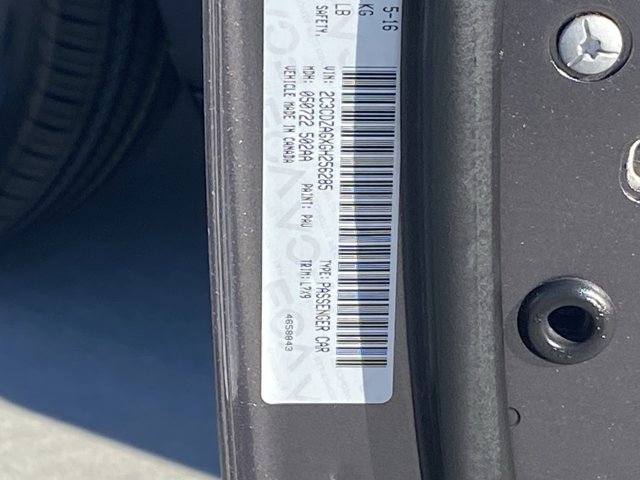 5-16
KG
LB
SAFETY,
VIN: 2C3CDZAGXGH256285 TYPE: PASSENGER CAR
MDH: 050722 502AA PAINT: PAU TRIM: L7X9
VEHICLE MADE IN CANADA 4658843